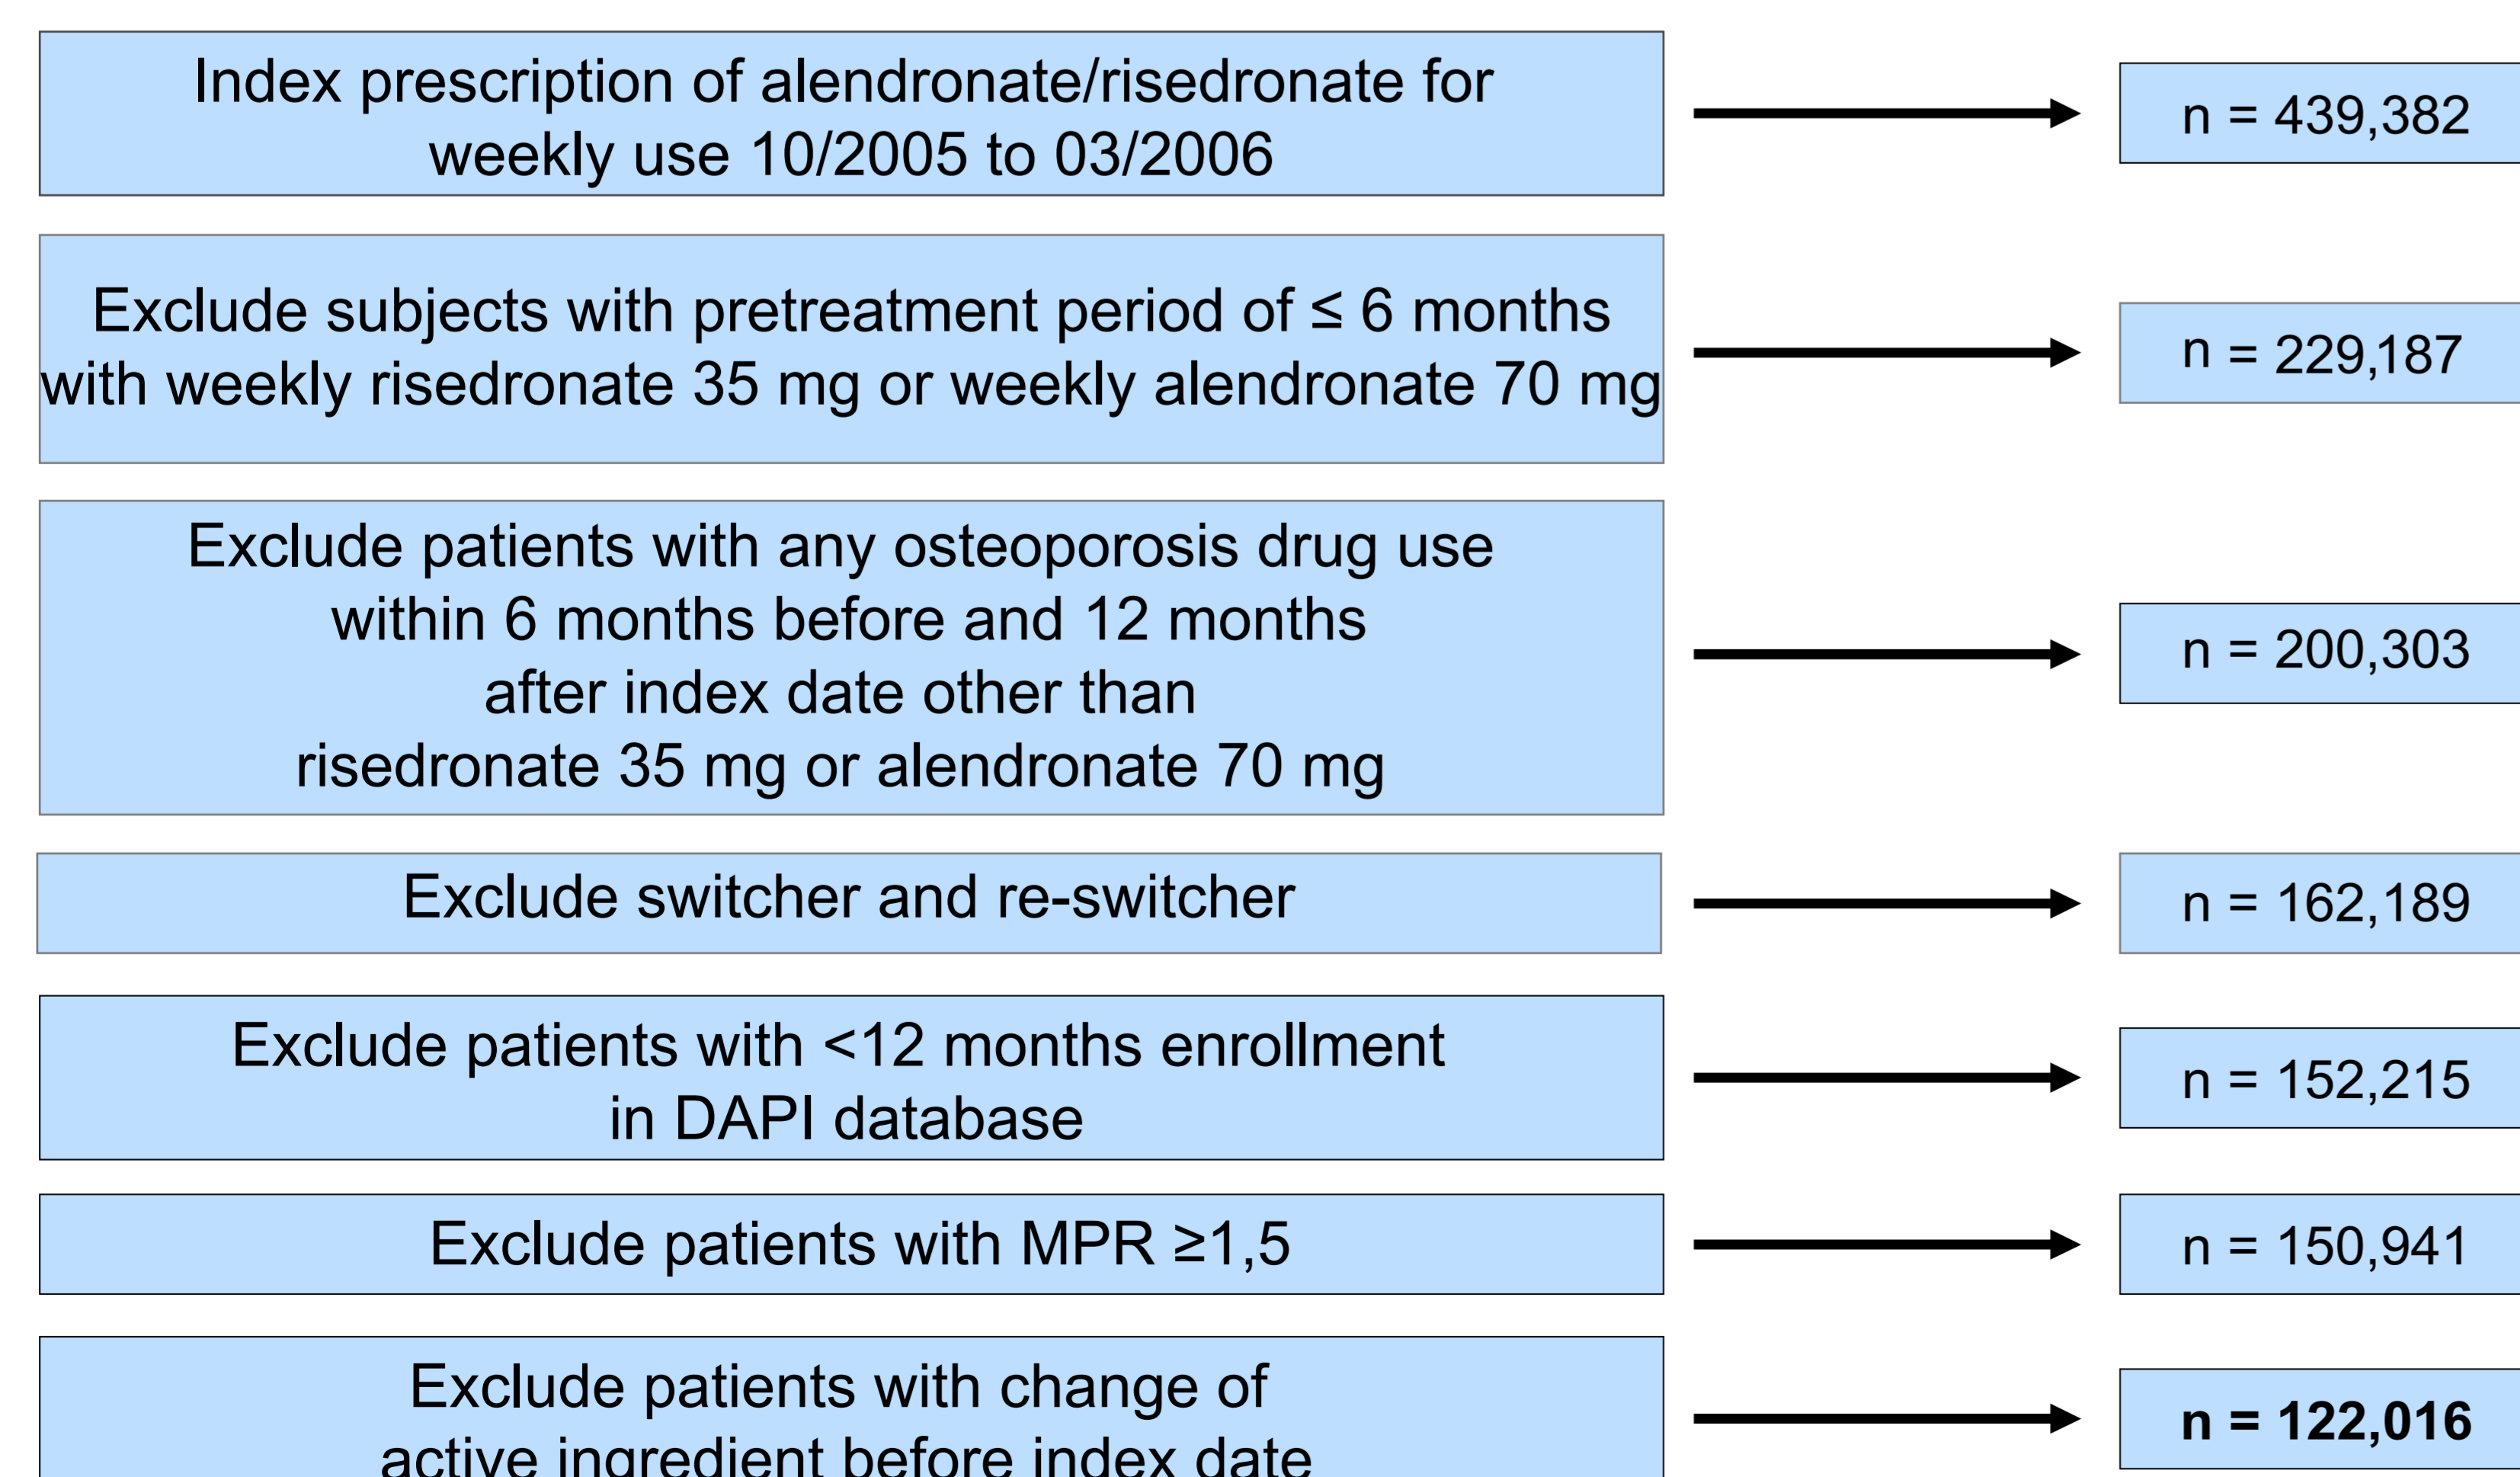 Index prescription of alendronate/risedronate for
weekly use 10/2005 to 03/2006
n = 439,382
Exclude subjects with pretreatment period of ≤ 6 months
with weekly risedronate 35 mg or weekly alendronate 70 mg
n = 229,187
Exclude patients with any osteoporosis drug use
within 6 months before and 12 months
after index date other than
risedronate 35 mg or alendronate 70 mg
n = 200,303
Exclude switcher and re-switcher
n = 162,189
Exclude patients with <12 months enrollment
in DAPI database
n = 152,215
Exclude patients with MPR ≥1,5
n = 150,941
Exclude patients with change of
active ingredient before index date
n = 122,016